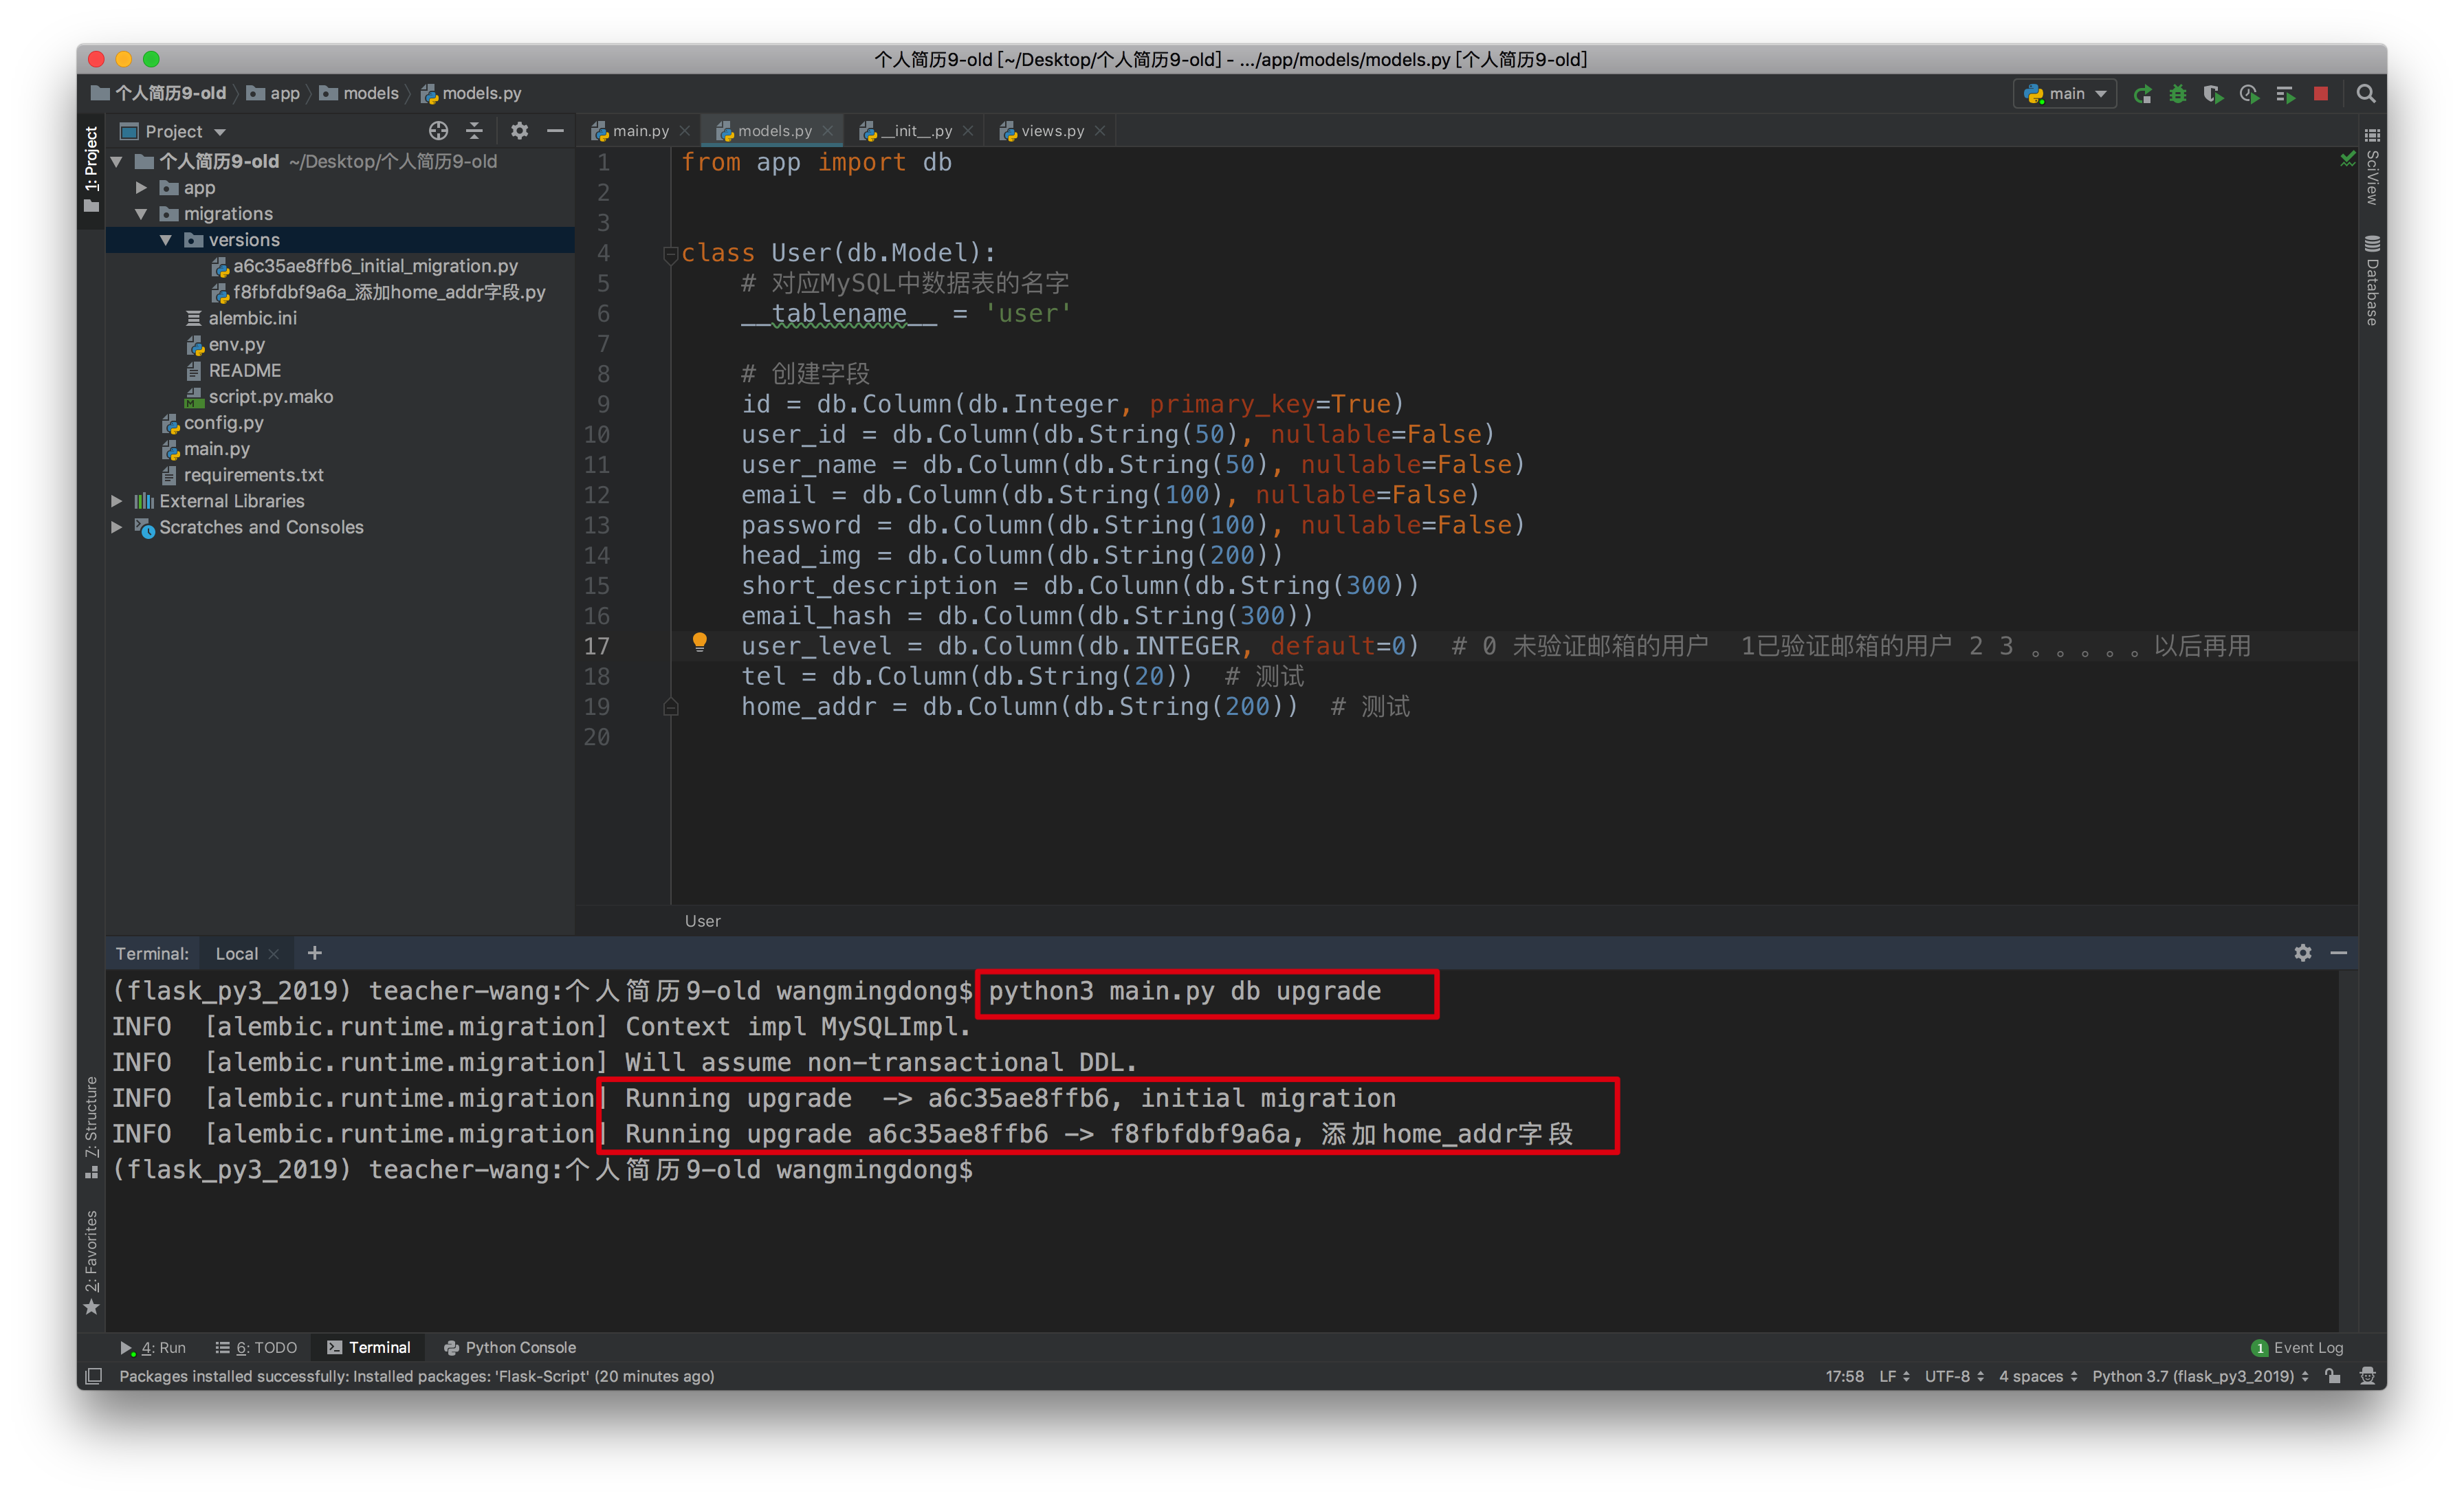 个人简历9-old [~/Desktop/个人简历9-old] - .../app/models/models.py [个人简历9-old]
个人简历9-old app models models.py main
Project main.py models.py __init__.py views.py
1: Project
个人简历9-old ~/Desktop/个人简历9-old
app
migrations
versions
a6c35ae8ffb6_initial_migration.py
f8fbfdbf9a6a_添加home_addr字段.py
alembic.ini
env.py
README
script.py.mako
config.py
main.py
requirements.txt
External Libraries
Scratches and Consoles
1 from app import db
2
3
4 class User(db.Model):
5 # 对应MySQL中数据表的名字
6 __tablename__ = 'user'
7
8 # 创建字段
9 id = db.Column(db.Integer, primary_key=True)
10 user_id = db.Column(db.String(50), nullable=False)
11 user_name = db.Column(db.String(50), nullable=False)
12 email = db.Column(db.String(100), nullable=False)
13 password = db.Column(db.String(100), nullable=False)
14 head_img = db.Column(db.String(200))
15 short_description = db.Column(db.String(300))
16 email_hash = db.Column(db.String(300))
17 user_level = db.Column(db.INTEGER, default=0) # 0 未验证邮箱的用户 1已验证邮箱的用户 2 3 。。。。。以后再用
18 tel = db.Column(db.String(20)) # 测试
19 home_addr = db.Column(db.String(200)) # 测试
20
User
SciView
Database
Terminal: Local +
(flask_py3_2019) teacher-wang:个人简历9-old wangmingdong$ python3 main.py db upgrade
INFO [alembic.runtime.migration] Context impl MySQLImpl.
INFO [alembic.runtime.migration] Will assume non-transactional DDL.
INFO [alembic.runtime.migration] Running upgrade -> a6c35ae8ffb6, initial migration
INFO [alembic.runtime.migration] Running upgrade a6c35ae8ffb6 -> f8fbfdbf9a6a, 添加home_addr字段
(flask_py3_2019) teacher-wang:个人简历9-old wangmingdong$
7: Structure
2: Favorites
4: Run 6: TODO Terminal Python Console 1 Event Log
Packages installed successfully: Installed packages: 'Flask-Script' (20 minutes ago) 17:58 LF UTF-8 4 spaces Python 3.7 (flask_py3_2019)